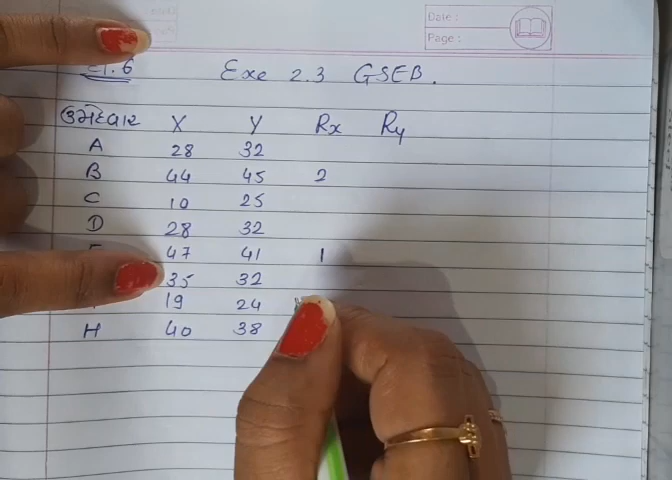 Date :
Page :
દા.6 Exe 2.3 GSEB.
ઉમેદવાર X Y Rx Ry
A 28 32
B 44 45 2
C 10 25
D 28 32
47 41 1
35 32
19 24
H 40 38